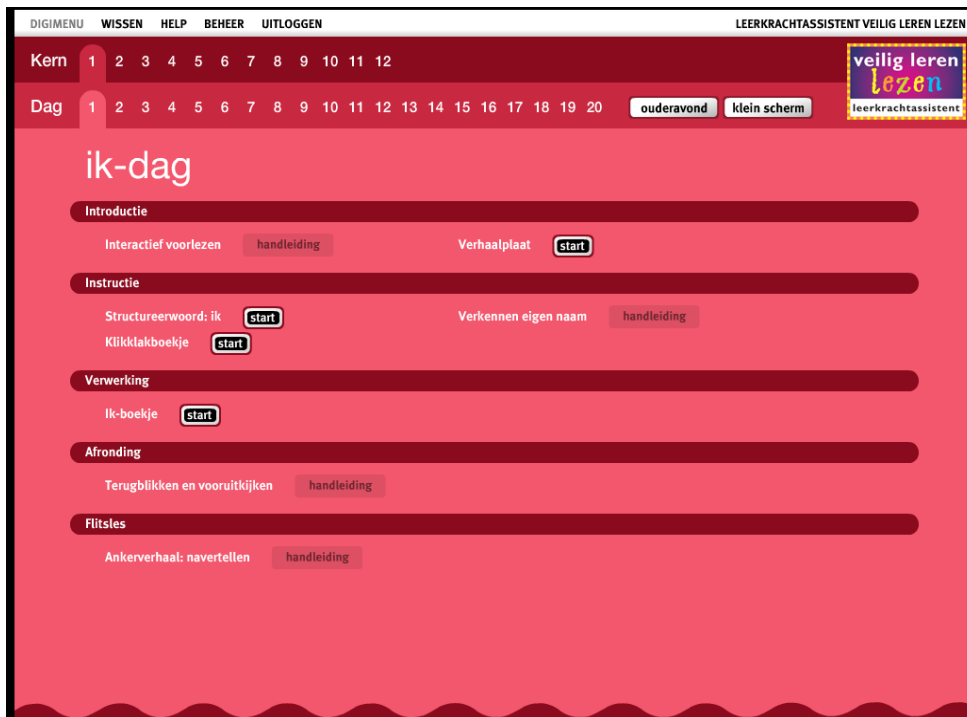 DIGIMENU WISSEN HELP BEHEER UITLOGGEN LEERKRACHTASSISTENT VEILIG LEREN LEZEN
Kern 1 2 3 4 5 6 7 8 9 10 11 12
veilig leren
lezen
leerkrachtassistent
Dag 1 2 3 4 5 6 7 8 9 10 11 12 13 14 15 16 17 18 19 20 ouderavond klein scherm
ik-dag
Introductie
Interactief voorlezen handleiding Verhaalplaat start
Instructie
Structureerwoord: ik start Verkennen eigen naam handleiding
Klikklakboekje start
Verwerking
Ik-boekje start
Afronding
Terugblikken en vooruitkijken handleiding
Flitsles
Ankerverhaal: navertellen handleiding